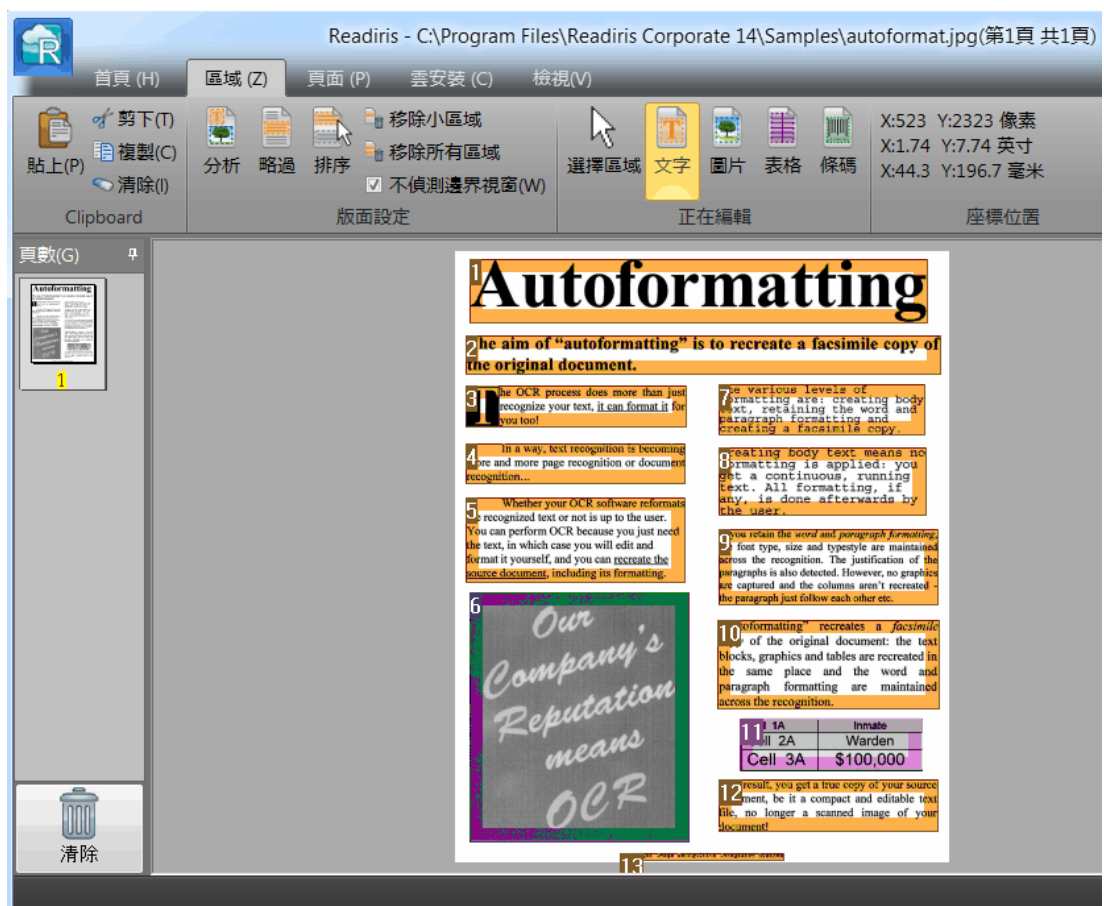 Readiris - C:\Program Files\Readiris Corporate 14\Samples\autoformat.jpg(第1頁 共1頁)
首頁 (H) 區域 (Z) 頁面 (P) 雲安裝 (C) 檢視(V)
貼上(P)
剪下(T)
複製(C)
清除(I)
Clipboard
分析 略過 排序
移除小區域
移除所有區域
不偵測邊界視窗(W)
版面設定
選擇區域 文字 圖片 表格 條碼
正在編輯
X:523 Y:2323 像素
X:1.74 Y:7.74 英寸
X:44.3 Y:196.7 毫米
座標位置
頁數(G)
1
清除
1
Autoformatting
2
he aim of “autoformatting” is to recreate a facsimile copy of
the original document.
3
The OCR process does more than just
recognize your text, it can format it for
you too!
4
In a way, text recognition is becoming
ore and more page recognition or document
recognition...
5
Whether your OCR software reformats
e recognized text or not is up to the user.
You can perform OCR because you just need
the text, in which case you will edit and
format it yourself, and you can recreate the
source document, including its formatting.
6
Our
Company's
Reputation
means
OCR
7
he various levels of
ormatting are: creating body
text, retaining the word and
paragraph formatting and
creating a facsimile copy.
8
reating body text means no
ormatting is applied: you
get a continuous, running
text. All formatting, if
any, is done afterwards by
the user.
9
you retain the word and paragraph formatting,
font type, size and typestyle are maintained
across the recognition. The justification of the
paragraphs is also detected. However, no graphics
are captured and the columns aren't recreated -
the paragraph just follow each other etc.
10
oformatting” recreates a facsimile
of the original document: the text
blocks, graphics and tables are recreated in
the same place and the word and
paragraph formatting are maintained
across the recognition.
11
1A Inmate
ll 2A Warden
Cell 3A $100,000
12
result, you get a true copy of your source
ment, be it a compact and editable text
file, no longer a scanned image of your
document!
13